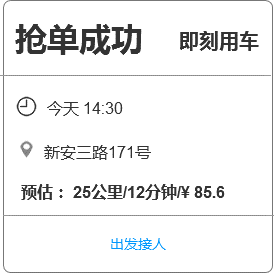 抢单成功 即刻用车
今天 14:30
新安三路171号
预估： 25公里/12分钟/¥ 85.6
出发接人